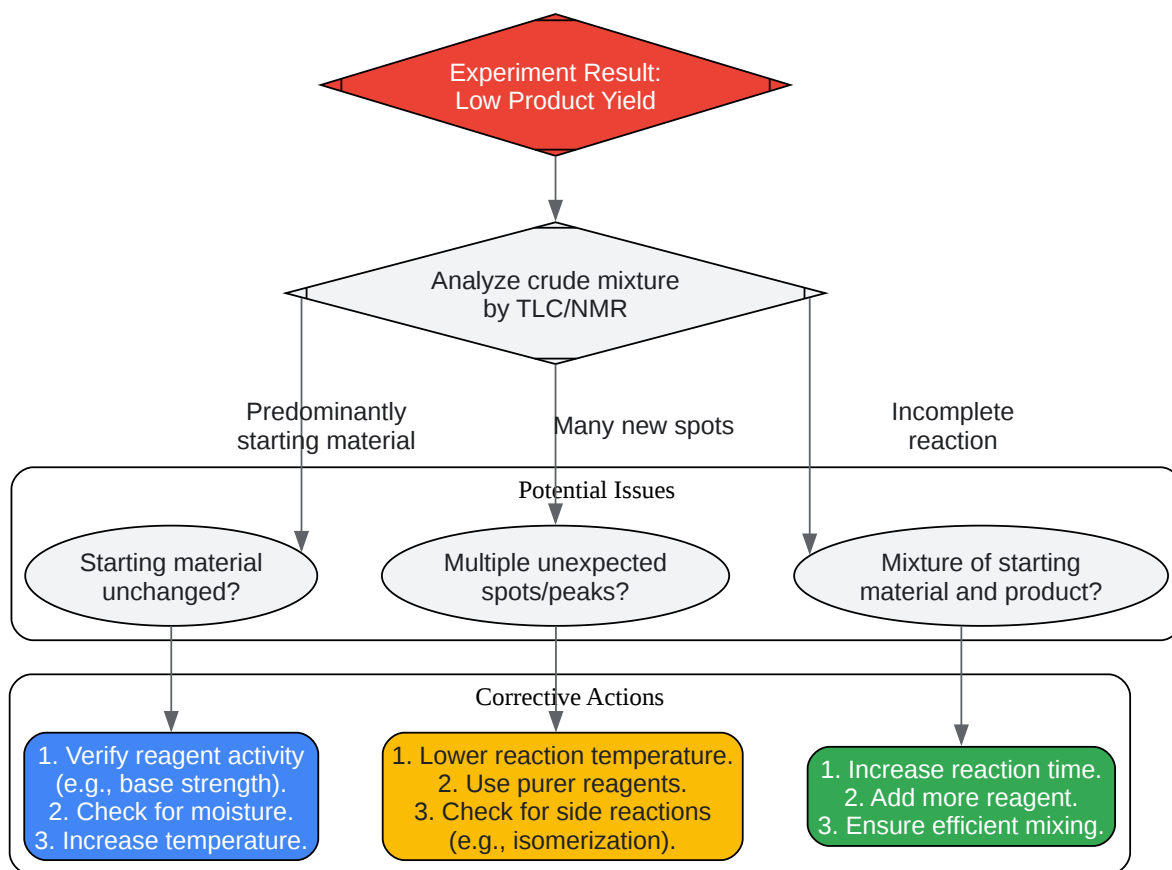 Experiment Result:
Low Product Yield
Analyze crude mixture
by TLC/NMR
Predominantly
starting material
Many new spots
Incomplete
reaction
Potential Issues
Starting material
unchanged?
Multiple unexpected
spots/peaks?
Mixture of starting
material and product?
Corrective Actions
1. Verify reagent activity
(e.g., base strength).
2. Check for moisture.
3. Increase temperature.
1. Lower reaction temperature.
2. Use purer reagents.
3. Check for side reactions
(e.g., isomerization).
1. Increase reaction time.
2. Add more reagent.
3. Ensure efficient mixing.